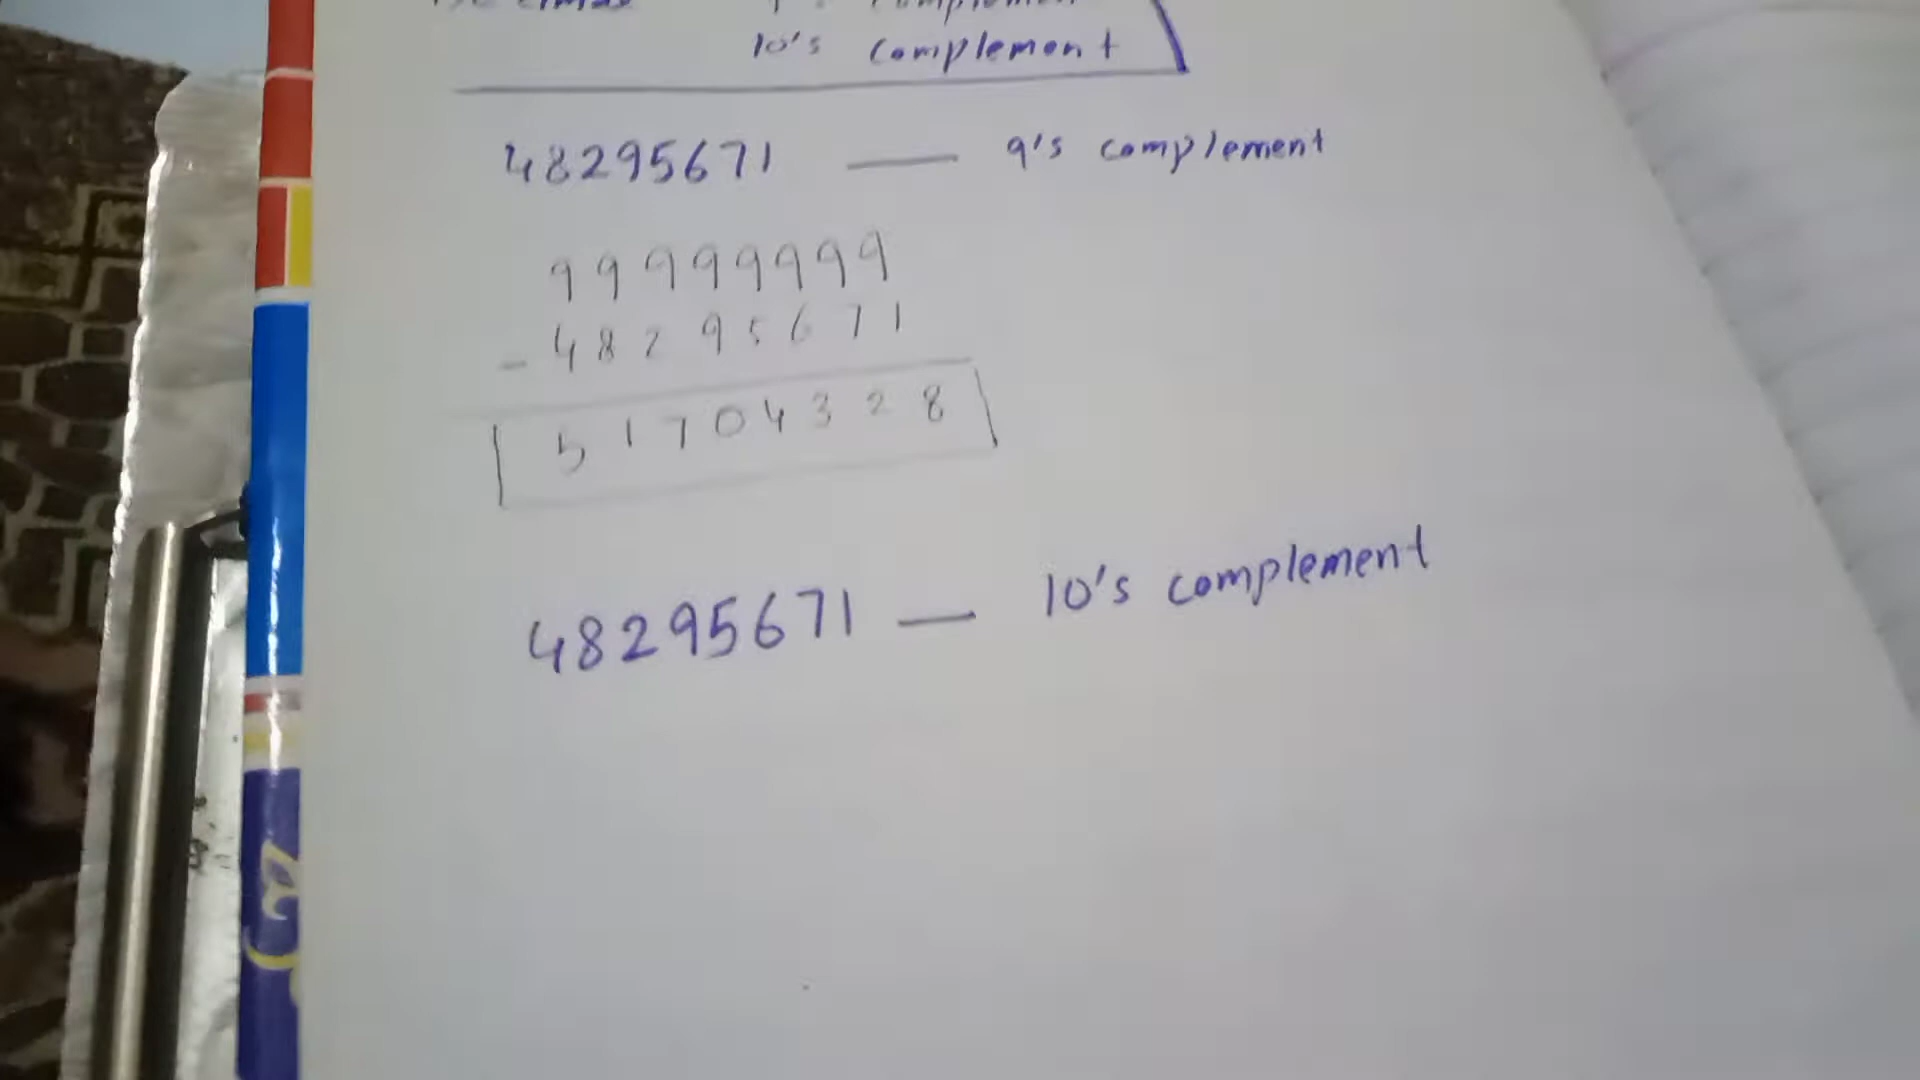 10's complement
48295671 — 9's complement
99999999
- 48295671
51704328
48295671 — 10's complement